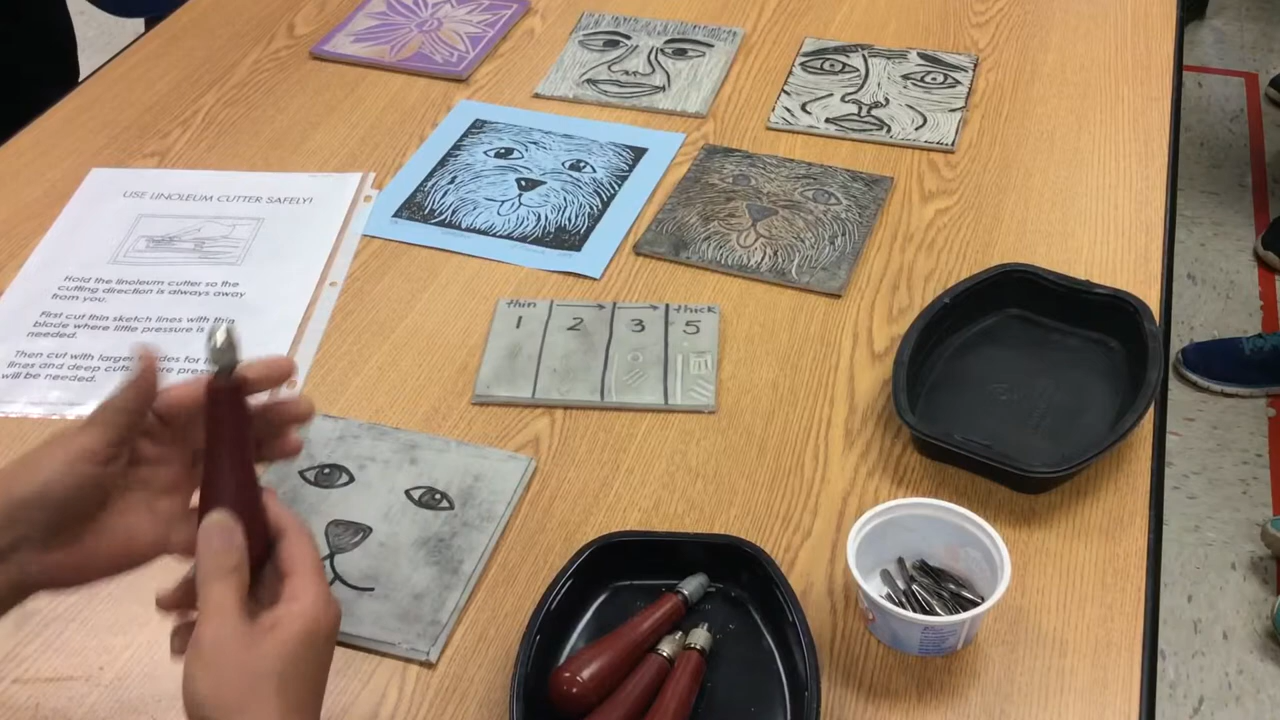 USE LINOLEUM CUTTER SAFELY!
Hold the linoleum cutter so the
cutting direction is always away
from you.
First cut thin sketch lines with thin
blade where little pressure is
needed.
Then cut with larger
lines and deep cuts.
will be needed.
thin thick
1 2 3 5